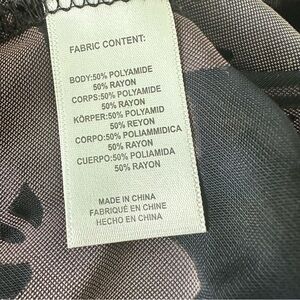 FABRIC CONTENT:
BODY:50% POLYAMIDE
50% RAYON
CORPS:50% POLYAMIDE
50% RAYON
KÖRPER:50% POLYAMID
50% REYON
CORPO:50% POLIAMMIDICA
50% RAYON
CUERPO:50% POLIAMIDA
50% RAYON
MADE IN CHINA
FABRIQUÉ EN CHINE
HECHO EN CHINA